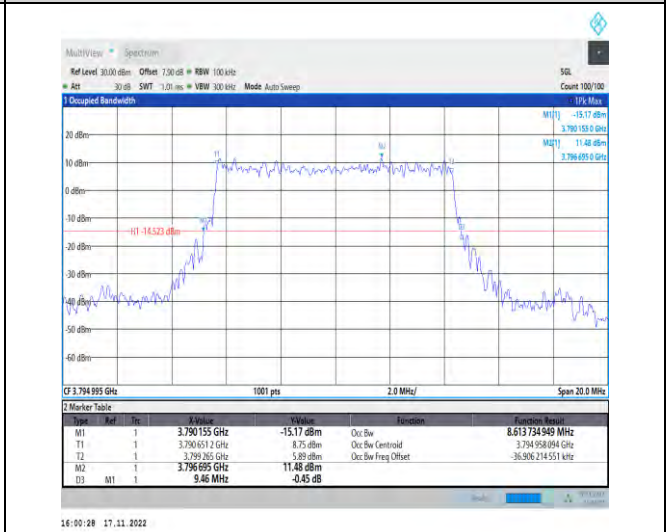 MultiView Spectrum
Ref Level 30.00 dBm Offset 7.90 dB RBW 100 kHz SGL
Att 30 dB SWT 1.01 ms VBW 300 kHz Mode Auto Sweep Count 100/100
1 Occupied Bandwidth 1Pk Max
M1[1] -15.17 dBm
3.790 155 0 GHz
M2[1] 11.48 dBm
3.796 695 0 GHz
20 dBm
10 dBm
0 dBm
-10 dBm
H1 -14.523 dBm
-20 dBm
-30 dBm
-40 dBm
-50 dBm
-60 dBm
CF 3.794 995 GHz 1001 pts 2.0 MHz/ Span 20.0 MHz
2 Marker Table
Type Ref Trc X-Value Y-Value Function Function Result
M1 1 3.790155 GHz -15.17 dBm Occ Bw 8.613 734 949 MHz
T1 1 3.790 651 2 GHz 8.75 dBm Occ Bw Centroid 3.794 958 094 GHz
T2 1 3.799 265 GHz 5.89 dBm Occ Bw Freq Offset -36.906 214 551 kHz
M2 1 3.796695 GHz 11.48 dBm
D3 M1 1 9.46 MHz -0.45 dB
16:00:28 17.11.2022